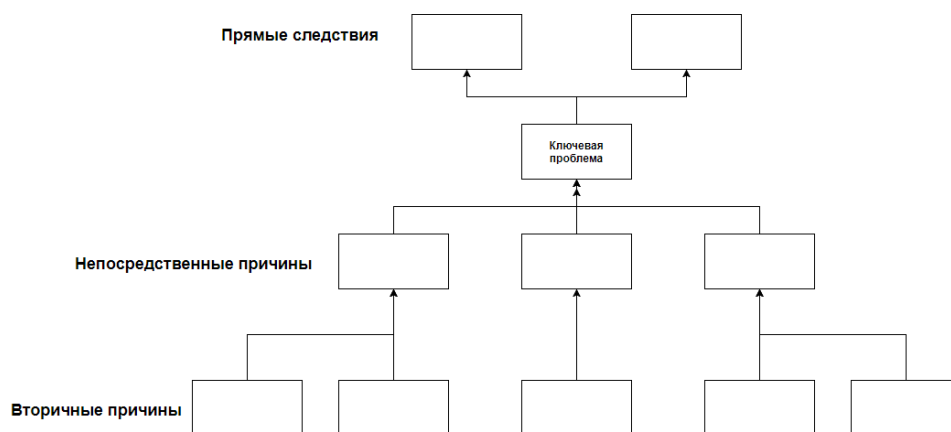 Прямые следствия
Ключевая
проблема
Непосредственные причины
Вторичные причины